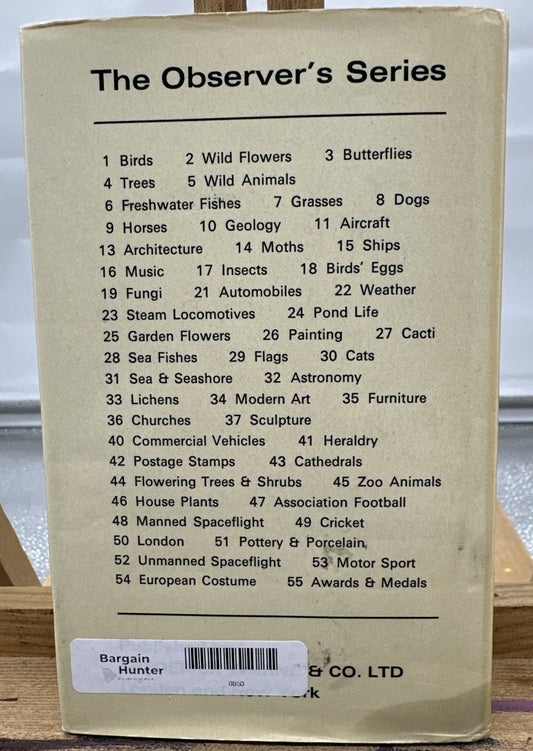 The Observer's Series
1 Birds 2 Wild Flowers 3 Butterflies
4 Trees 5 Wild Animals
6 Freshwater Fishes 7 Grasses 8 Dogs
9 Horses 10 Geology 11 Aircraft
13 Architecture 14 Moths 15 Ships
16 Music 17 Insects 18 Birds' Eggs
19 Fungi 21 Automobiles 22 Weather
23 Steam Locomotives 24 Pond Life
25 Garden Flowers 26 Painting 27 Cacti
28 Sea Fishes 29 Flags 30 Cats
31 Sea & Seashore 32 Astronomy
33 Lichens 34 Modern Art 35 Furniture
36 Churches 37 Sculpture
40 Commercial Vehicles 41 Heraldry
42 Postage Stamps 43 Cathedrals
44 Flowering Trees & Shrubs 45 Zoo Animals
46 House Plants 47 Association Football
48 Manned Spaceflight 49 Cricket
50 London 51 Pottery & Porcelain
52 Unmanned Spaceflight 53 Motor Sport
54 European Costume 55 Awards & Medals
& CO. LTD
Bargain
Hunter
0853